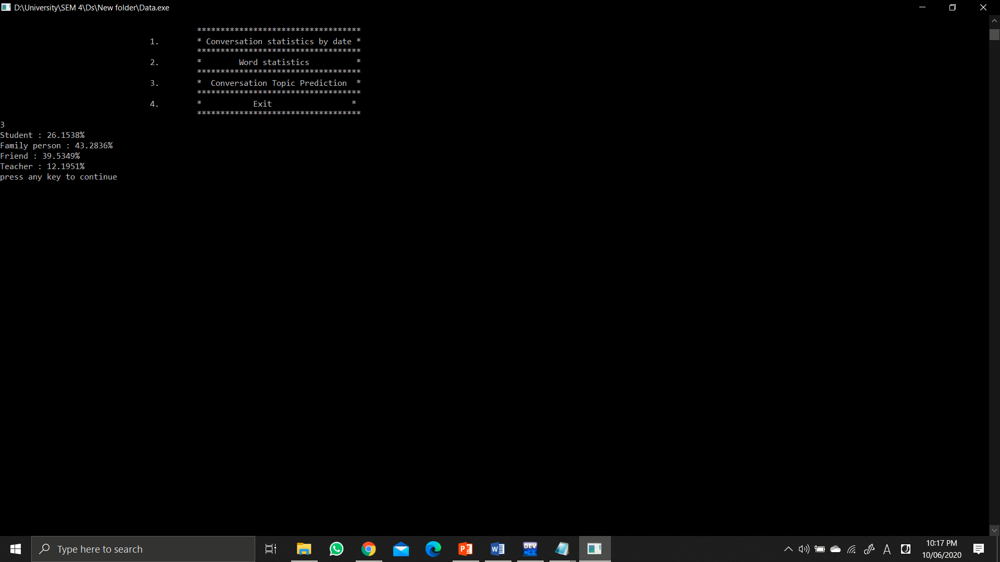 D:\University\SEM 4\Ds\New folder\Data.exe
***********************************
1. * Conversation statistics by date *
***********************************
2. * Word statistics *
***********************************
3. * Conversation Topic Prediction *
***********************************
4. * Exit *
***********************************
3
Student : 26.1538%
Family person : 43.2836%
Friend : 39.5349%
Teacher : 12.1951%
press any key to continue
Type here to search
DEV
A
10:17 PM
10/06/2020